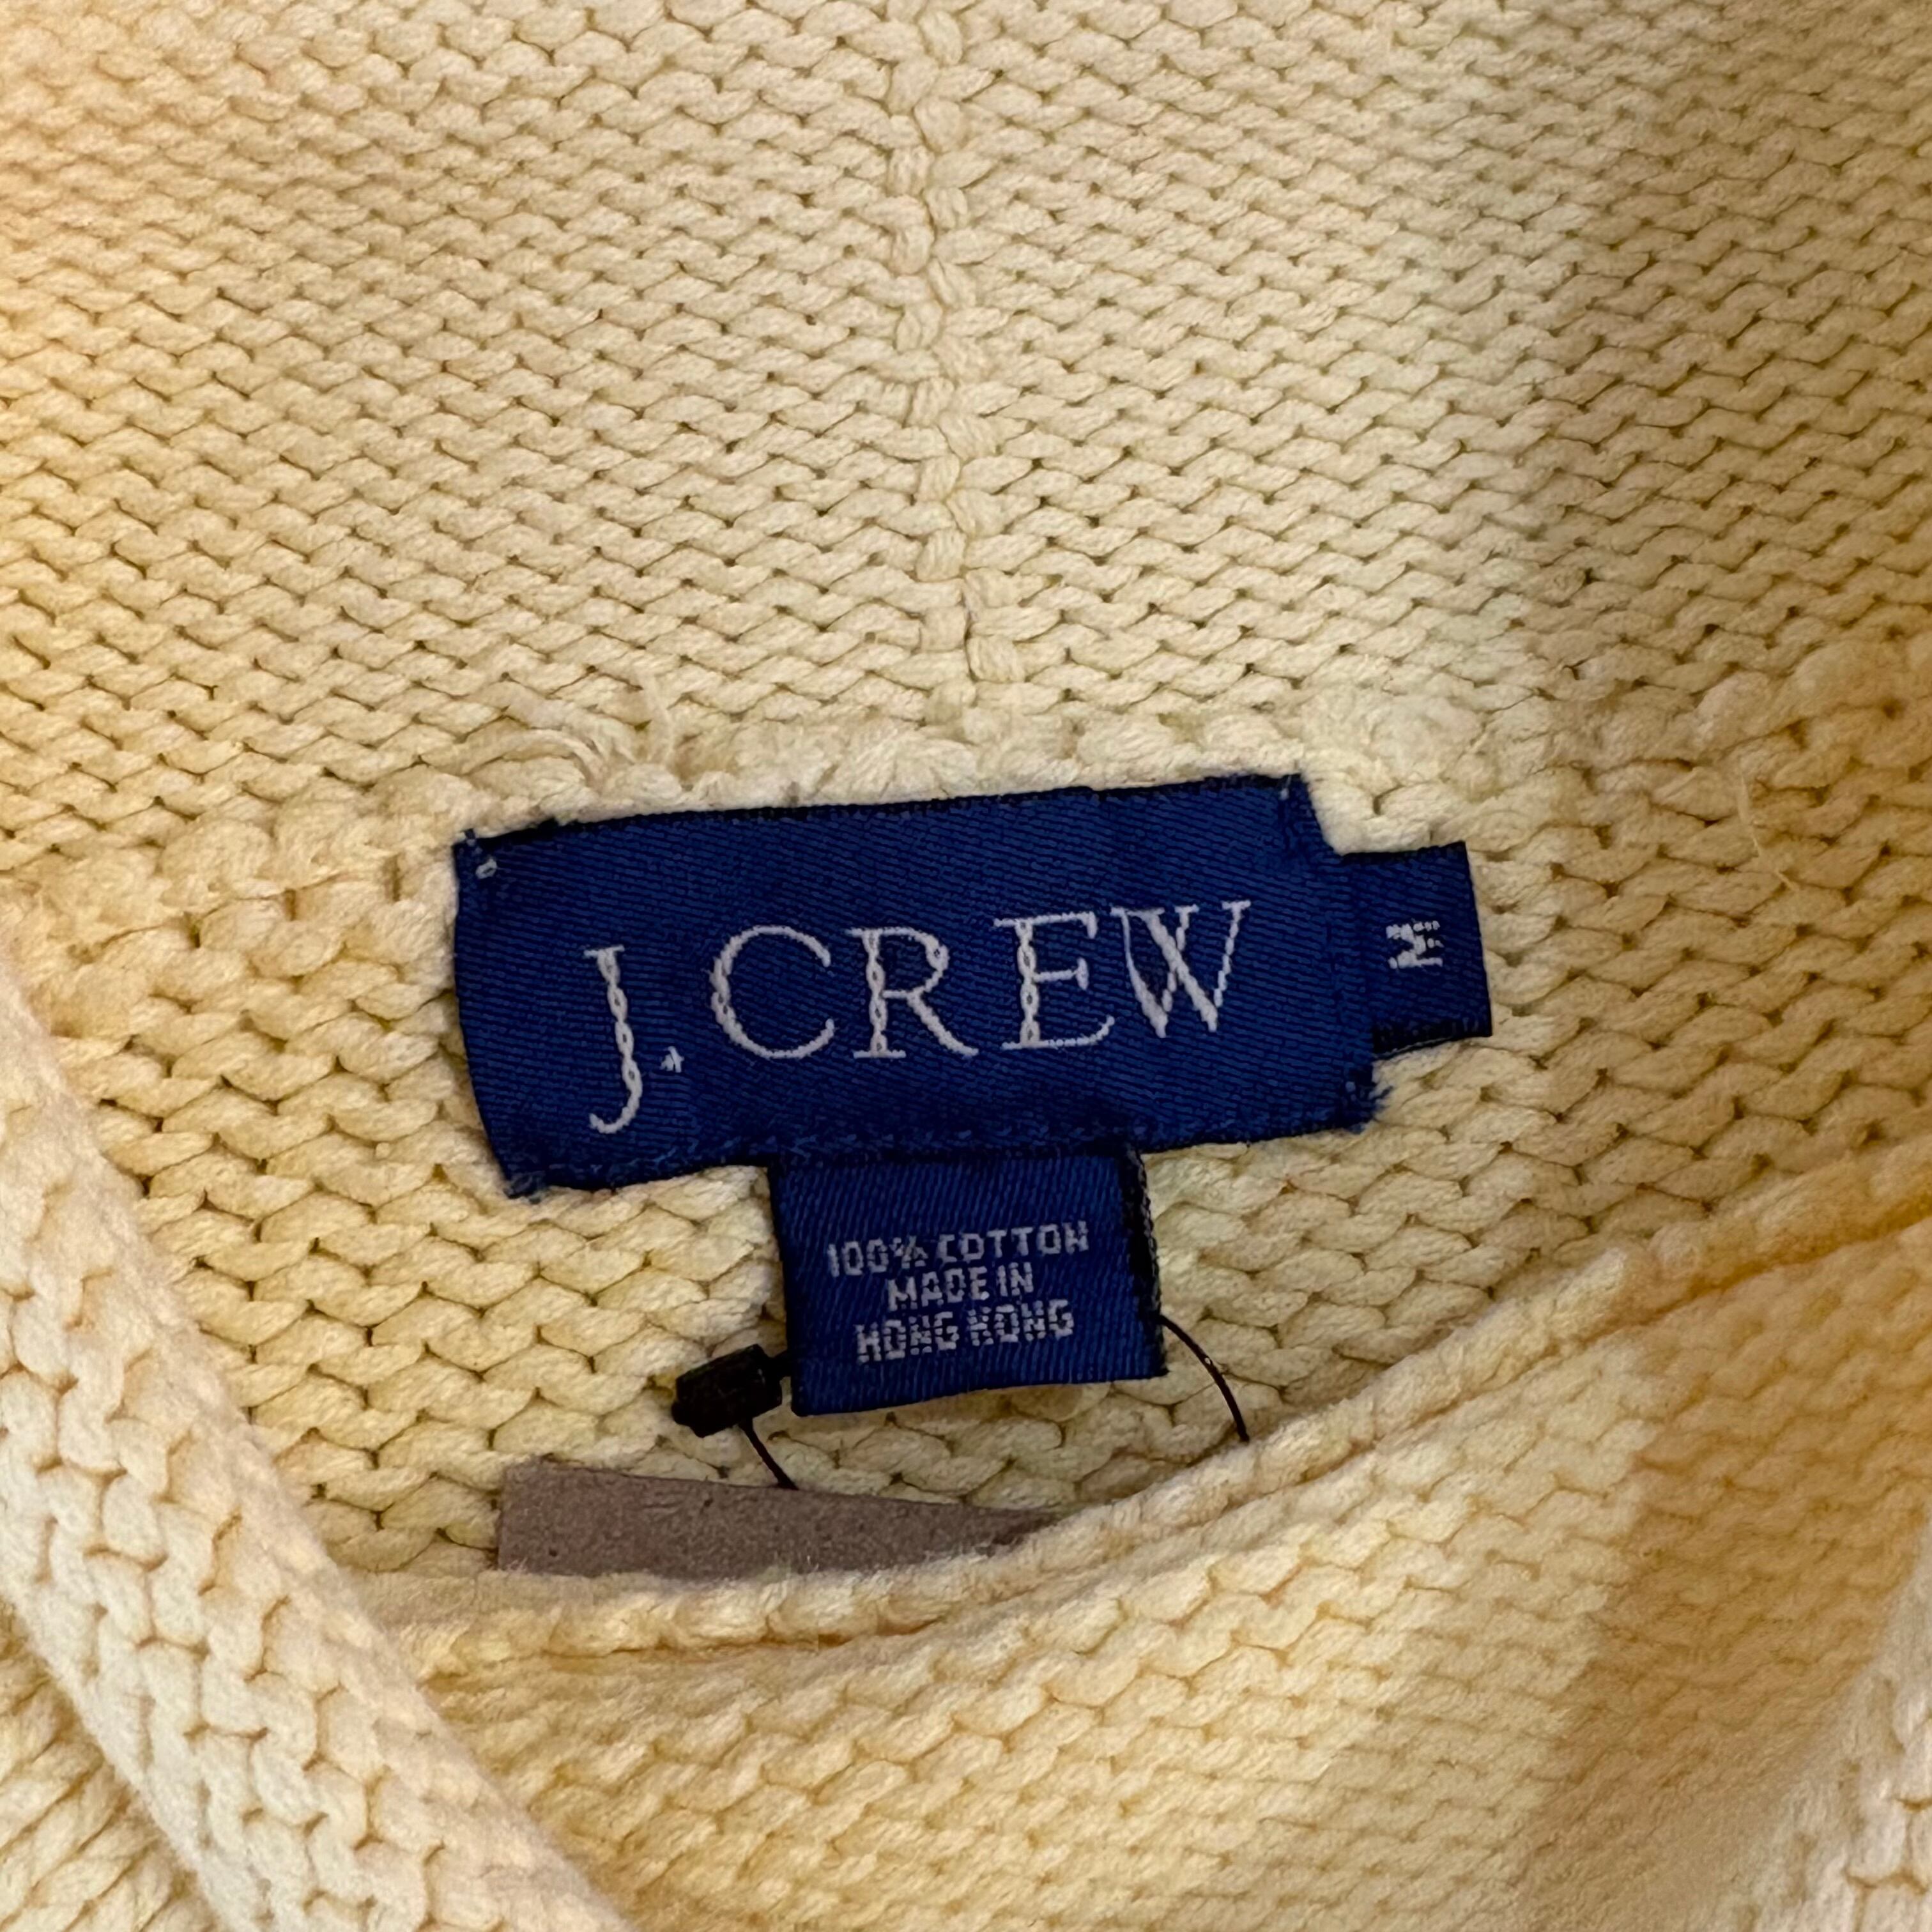 J.CREW
M
100% COTTON
MADE IN
HONG KONG